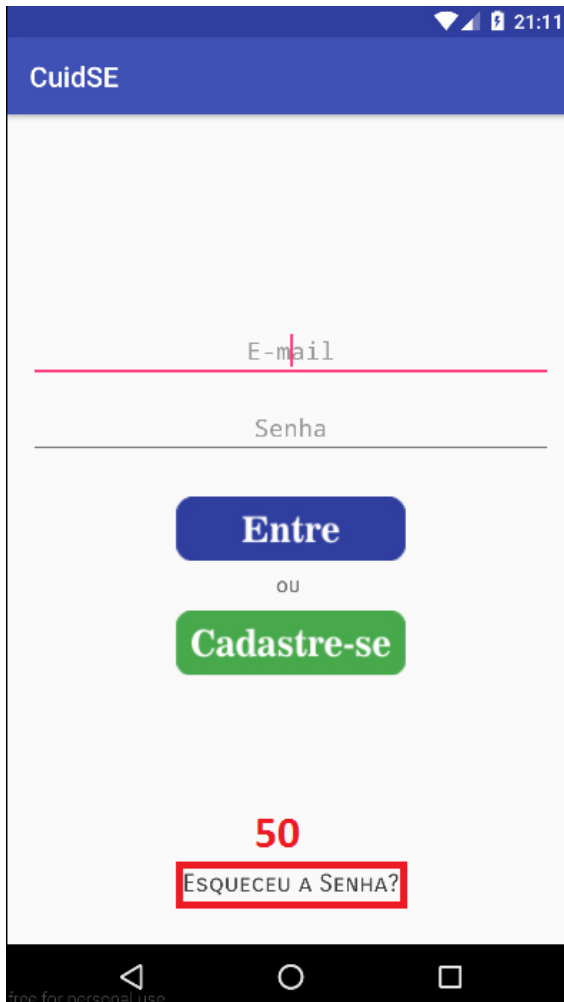 21:11
CuidSE
E-mail
Senha
Entre
ou
Cadastre-se
50
Esqueceu a Senha?
free for personal use